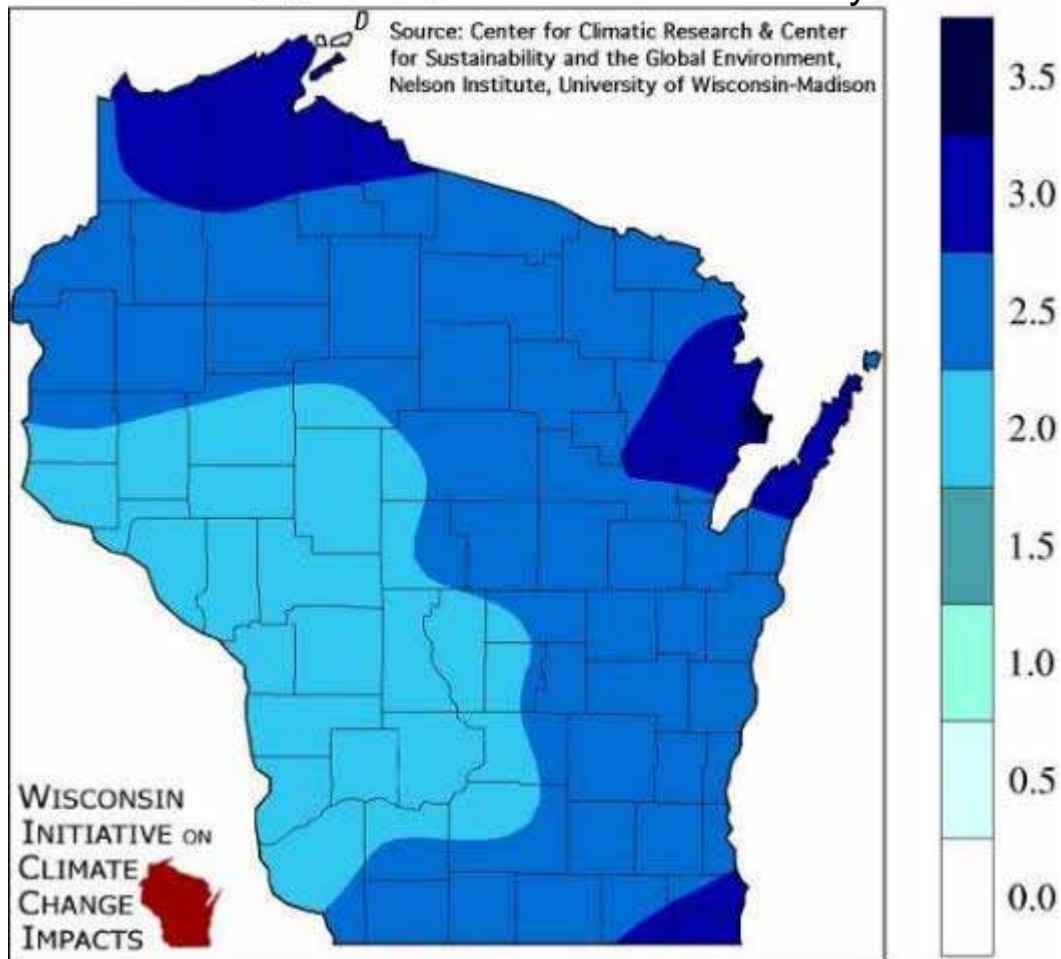 Source: Center for Climatic Research & Center
for Sustainability and the Global Environment,
Nelson Institute, University of Wisconsin-Madison
3.5
3.0
2.5
2.0
1.5
1.0
0.5
0.0
WISCONSIN
INITIATIVE ON
CLIMATE
CHANGE
IMPACTS